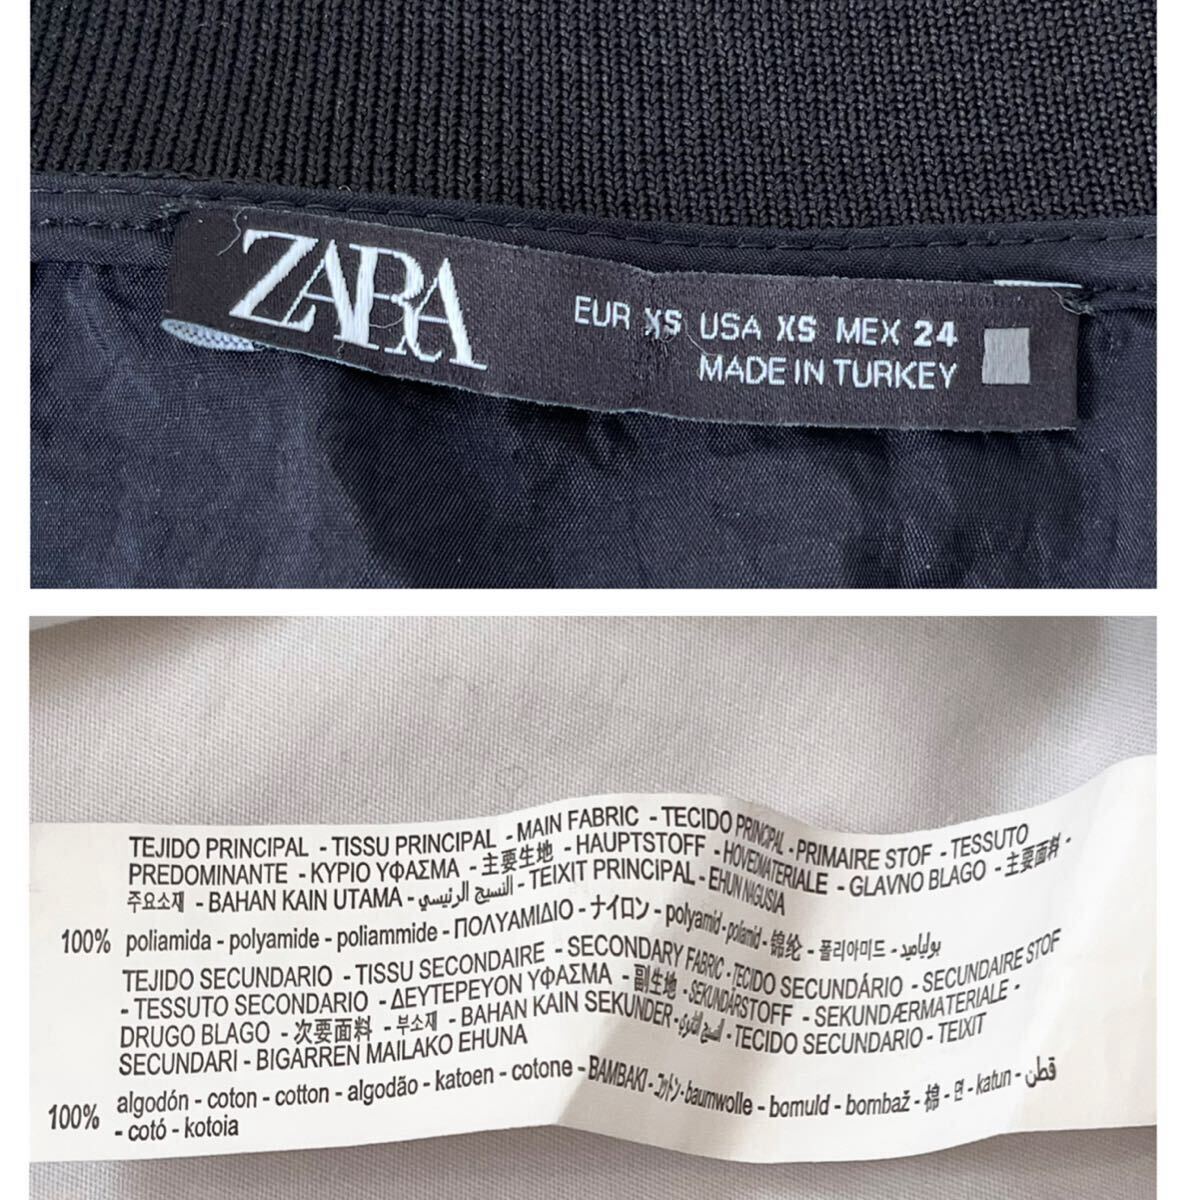 ZARA
EUR XS USA XS MEX 24
MADE IN TURKEY
TEJIDO PRINCIPAL - TISSU PRINCIPAL - MAIN FABRIC - TECIDO PRINCIPAL - PRIMAIRE STOF - TESSUTO
PREDOMINANTE - ΚΥΡΙΟ ΥΦΑΣΜΑ - 主要生地 - HAUPTSTOFF - HOVEDMATERIALE - GLAVNO BLAGO - 主要面料 -
주요소재 - BAHAN KAIN UTAMA - النسيج الرئيسي - TEIXIT PRINCIPAL - EHUN NAGUSIA
100% poliamida - polyamide - poliammide - ΠΟΛΥΑΜΙΔΙΟ - ナイロン - polyamid - polamid - 锦纶 - 폴리아미드 - بولياميد
TEJIDO SECUNDARIO - TISSU SECONDAIRE - SECONDARY FABRIC - TECIDO SECUNDÁRIO - SECUNDAIRE STOF
- TESSUTO SECONDARIO - ΔΕΥΤΕΡΕΥΟΝ ΥΦΑΣΜΑ - 副生地 - SEKUNDÄRSTOFF - SEKUNDÆRMATERIALE -
DRUGO BLAGO - 次要面料 - 부소재 - BAHAN KAIN SEKUNDER - النسيج الثانوي - TECIDO SECUNDARIO - TEIXIT
SECUNDARI - BIGARREN MAILAKO EHUNA
100% algodón - coton - cotton - algodão - katoen - cotone - ΒΑΜΒΑΚΙ - コットン - baumwolle - bomuld - bombaž - 棉 - 면 - katun - قطن
- cotó - kotoia